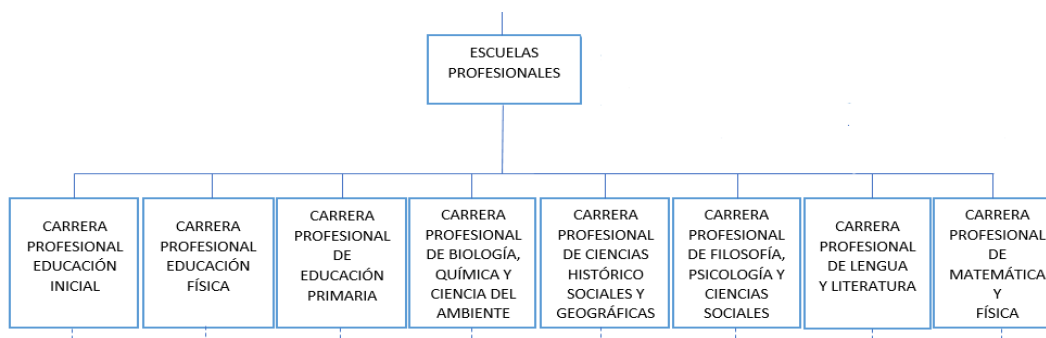 ESCUELAS
PROFESIONALES
CARRERA
PROFESIONAL
EDUCACIÓN
INICIAL
CARRERA
PROFESIONAL
EDUCACIÓN
FÍSICA
CARRERA
PROFESIONAL
DE
EDUCACIÓN
PRIMARIA
CARRERA
PROFESIONAL
DE BIOLOGÍA,
QUÍMICA Y
CIENCIA DEL
AMBIENTE
CARRERA
PROFESIONAL
DE CIENCIAS
HISTÓRICO
SOCIALES Y
GEOGRÁFICAS
CARRERA
PROFESIONAL
DE FILOSOFÍA,
PSICOLOGÍA Y
CIENCIAS
SOCIALES
CARRERA
PROFESIONAL
DE LENGUA
Y LITERATURA
CARRERA
PROFESIONAL
DE
MATEMÁTICA
Y
FÍSICA